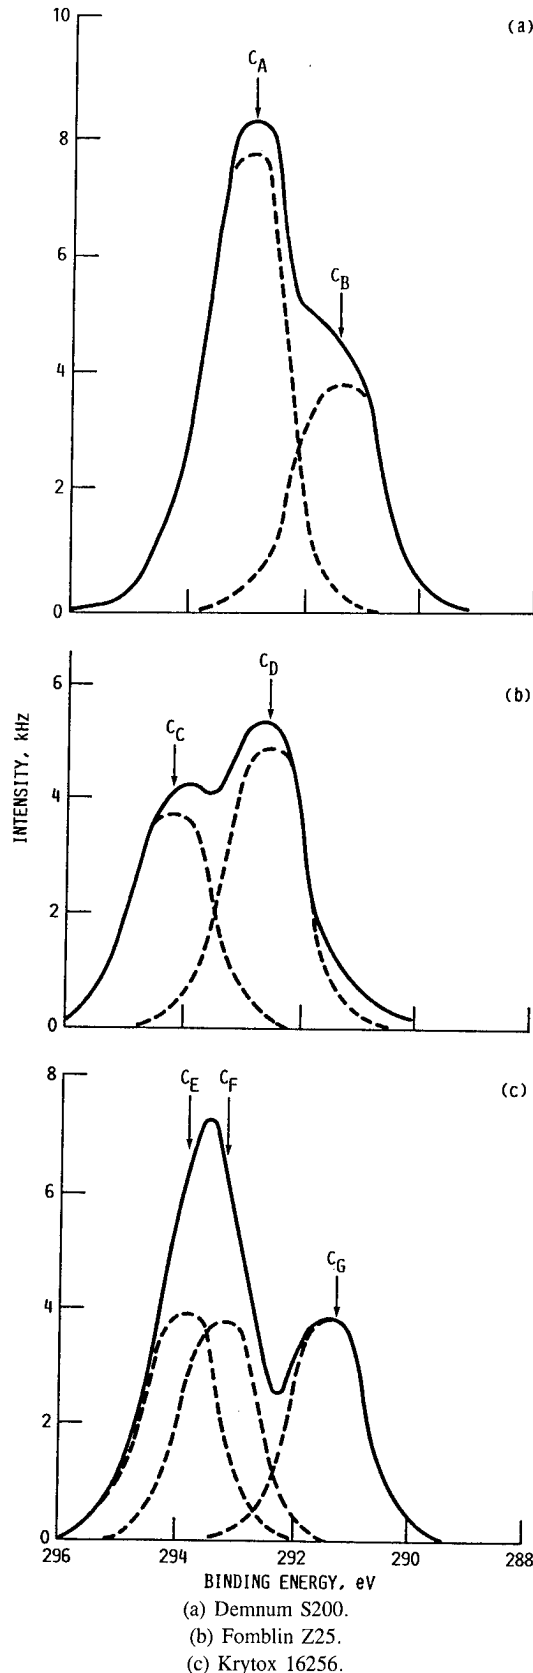 (a)
10
8
6
4
2
0
C_A
C_B
(b)
6
4
2
0
C_C
C_D
INTENSITY, kHz
(c)
8
6
4
2
0
C_E C_F
C_G
296 294 292 290 288
BINDING ENERGY, eV
(a) Demnum S200.
(b) Fomblin Z25.
(c) Krytox 16256.